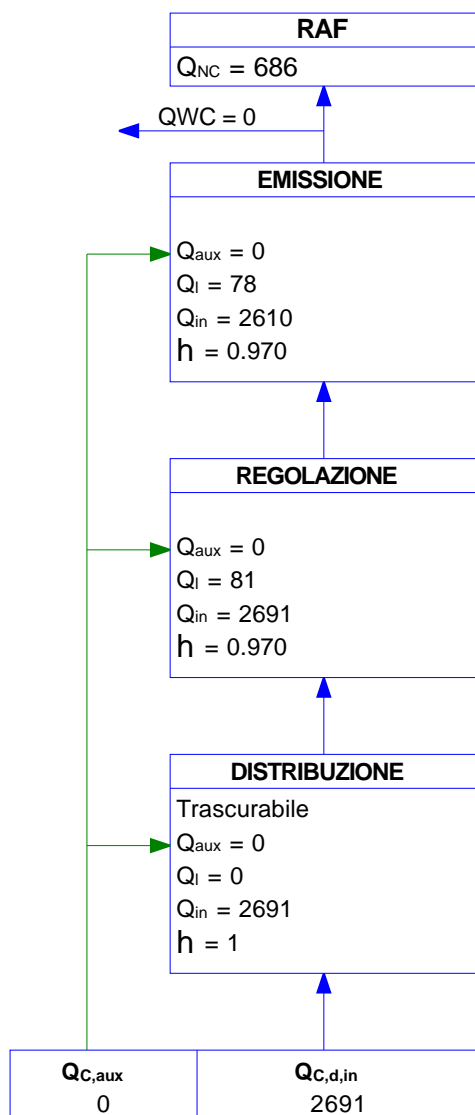 RAF
QNC = 686
QWC = 0
EMISSIONE
Qaux = 0
Ql = 78
Qin = 2610
h = 0.970
REGOLAZIONE
Qaux = 0
Ql = 81
Qin = 2691
h = 0.970
DISTRIBUZIONE
Trascurabile
Qaux = 0
Ql = 0
Qin = 2691
h = 1
QC,aux QC,d,in
0 2691